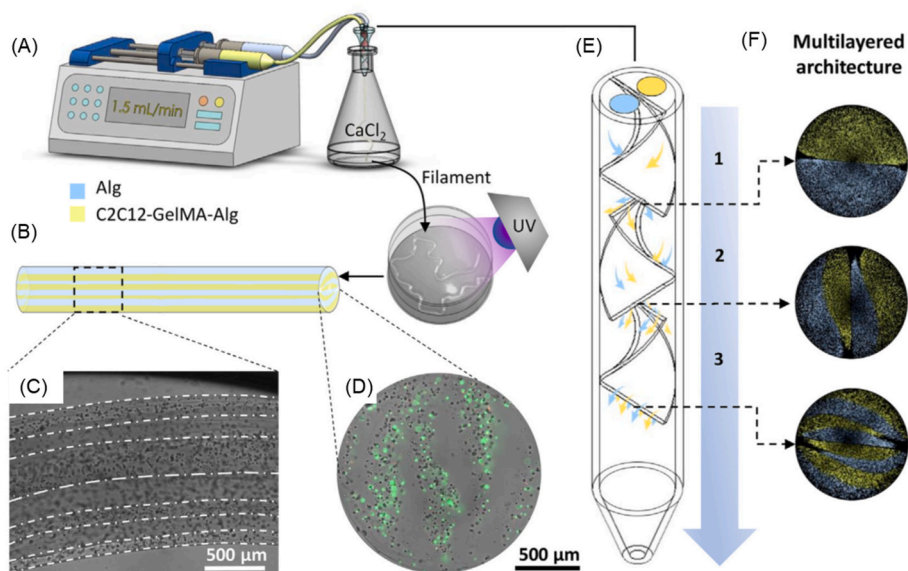 (A)
1.5 mL/min
CaCl2
Filament
UV
Alg
C2C12-GelMA-Alg
(B)
(C)
500 μm
(D)
500 μm
(E)
1
2
3
(F)
Multilayered
architecture